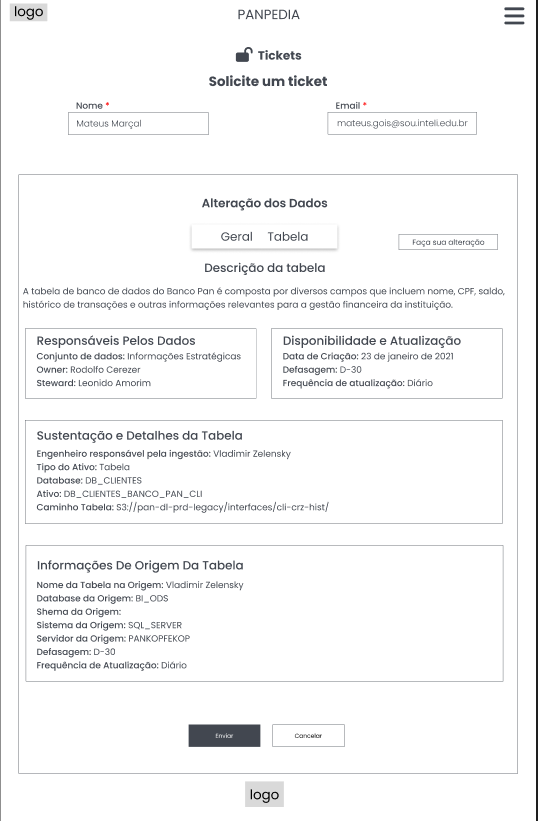 logo
PANPEDIA
Tickets
Solicite um ticket
Nome *
Email *
Mateus Marçal
mateus.gois@sou.inteli.edu.br
Alteração dos Dados
Geral Tabela
Faça sua alteração
Descrição da tabela
A tabela de banco de dados do Banco Pan é composta por diversos campos que incluem nome, CPF, saldo,
histórico de transações e outras informações relevantes para a gestão financeira da instituição.
Responsáveis Pelos Dados
Conjunto de dados: Informações Estratégicas
Owner: Rodolfo Cerezer
Steward: Leonido Amorim
Disponibilidade e Atualização
Data de Criação: 23 de janeiro de 2021
Defasagem: D-30
Frequência de atualização: Diário
Sustentação e Detalhes da Tabela
Engenheiro responsável pela ingestão: Vladimir Zelensky
Tipo do Ativo: Tabela
Database: DB_CLIENTES
Ativo: DB_CLIENTES_BANCO_PAN_CLI
Caminho Tabela: S3://pan-dl-prd-legacy/interfaces/cli-crz-hist/
Informações De Origem Da Tabela
Nome da Tabela na Origem: Vladimir Zelensky
Database da Origem: BI_ODS
Shema da Origem:
Sistema da Origem: SQL_SERVER
Servidor da Origem: PANKOPFEKOP
Defasagem: D-30
Frequência de Atualização: Diário
Enviar
Cancelar
logo